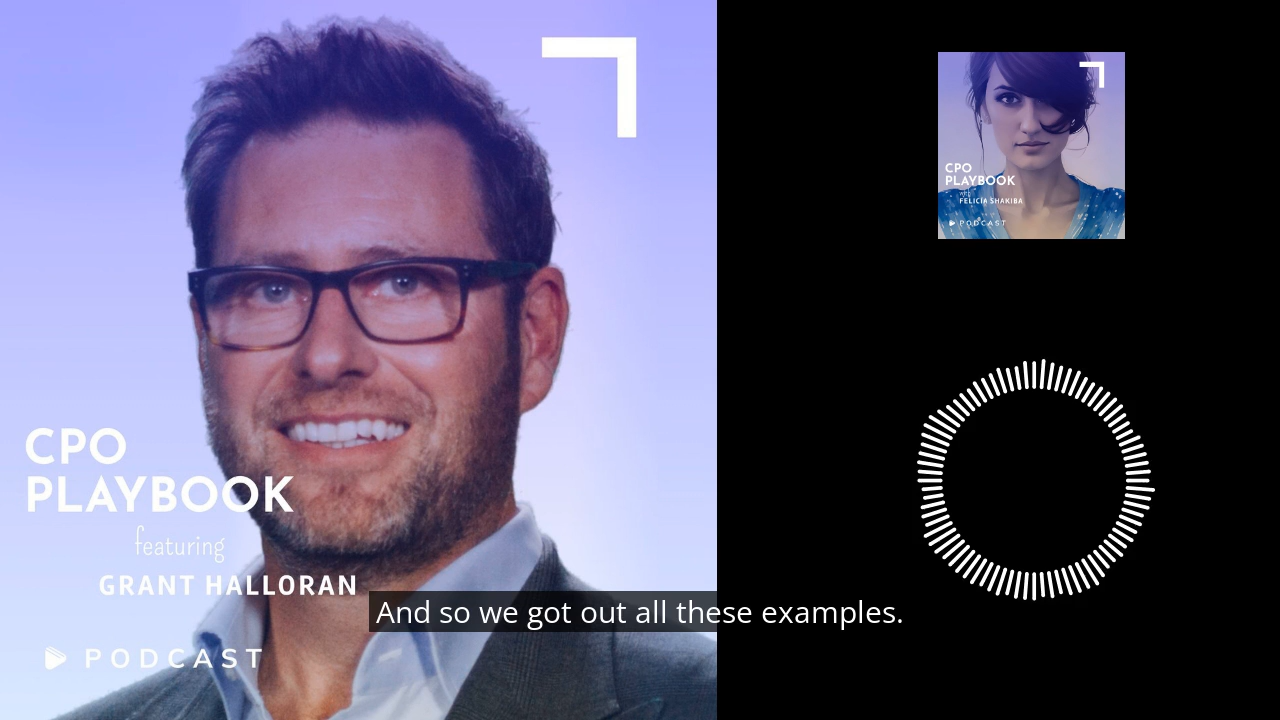 CPO
PLAYBOOK
featuring
GRANT HALLORAN
PODCAST
And so we got out all these examples.
CPO
PLAYBOOK
with
FELICIA SHAKIBA
PODCAST